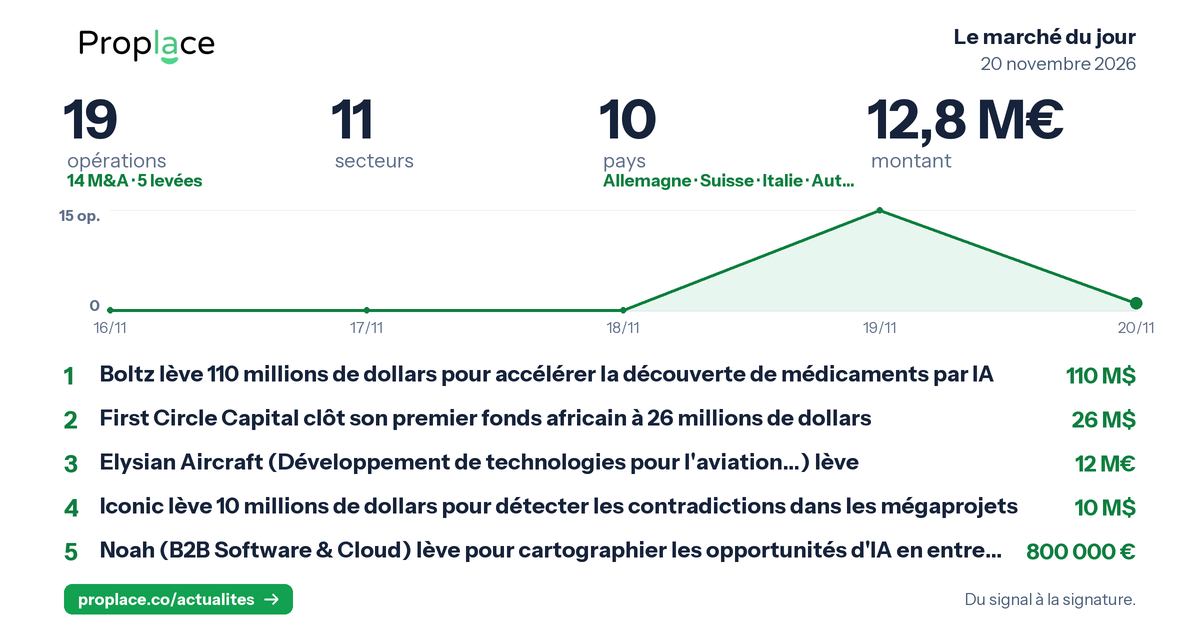 Proplace
Le marché du jour
20 novembre 2026
19
opérations
14 M&A · 5 levées
11
secteurs
10
pays
Allemagne · Suisse · Italie · Aut...
12,8 M€
montant
15 op.
0
16/11
17/11
18/11
19/11
20/11
1 Boltz lève 110 millions de dollars pour accélérer la découverte de médicaments par IA 110 M$
2 First Circle Capital clôt son premier fonds africain à 26 millions de dollars 26 M$
3 Elysian Aircraft (Développement de technologies pour l'aviation...) lève 12 M€
4 Iconic lève 10 millions de dollars pour détecter les contradictions dans les mégaprojets 10 M$
5 Noah (B2B Software & Cloud) lève pour cartographier les opportunités d'IA en entre... 800 000 €
proplace.co/actualites →
Du signal à la signature.